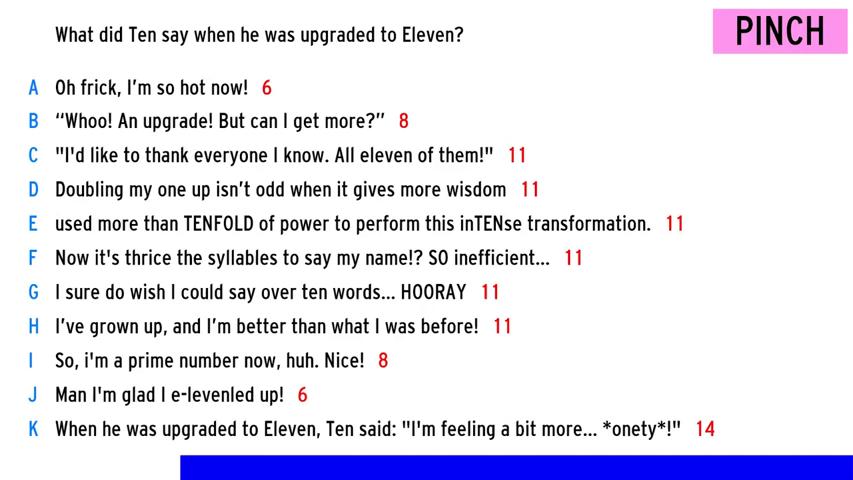 What did Ten say when he was upgraded to Eleven?
PINCH
A Oh frick, I'm so hot now! 6
B “Whoo! An upgrade! But can I get more?” 8
C "I'd like to thank everyone I know. All eleven of them!" 11
D Doubling my one up isn’t odd when it gives more wisdom 11
E used more than TENFOLD of power to perform this inTENse transformation. 11
F Now it's thrice the syllables to say my name!? SO inefficient... 11
G I sure do wish I could say over ten words... HOORAY 11
H I’ve grown up, and I’m better than what I was before! 11
I So, i'm a prime number now, huh. Nice! 8
J Man I'm glad I e-levenled up! 6
K When he was upgraded to Eleven, Ten said: "I'm feeling a bit more... *onety*!" 14